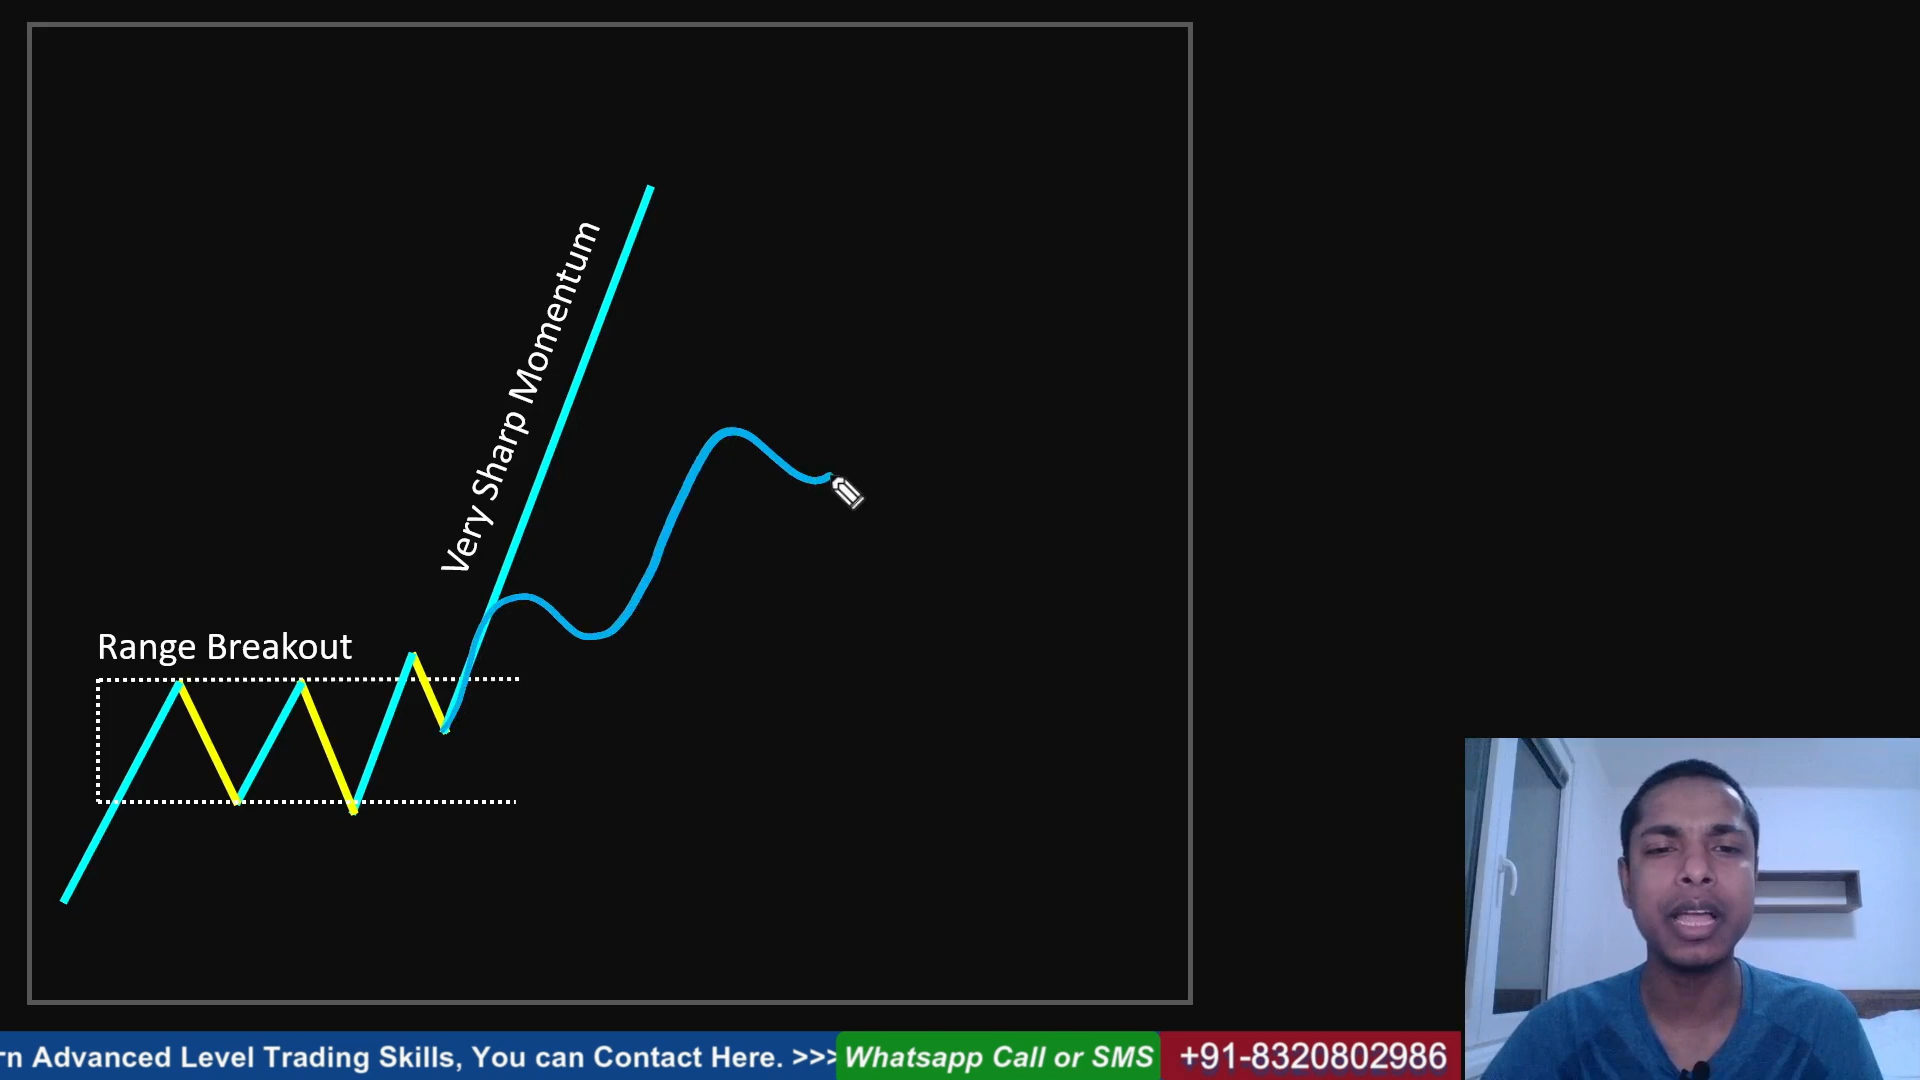 Very Sharp Momentum
Range Breakout
Advanced Level Trading Skills, You can Contact Here. >>> Whatsapp Call or SMS +91-8320802986